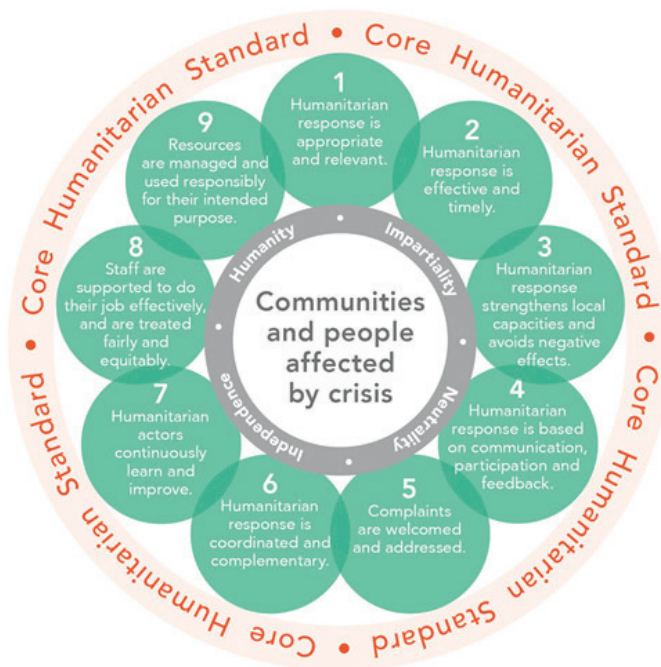 Core Humanitarian Standard • Core Humanitarian Standard • Core Humanitarian Standard • Core Humanitarian Standard •
1
Humanitarian
response is
appropriate
and relevant.
2
Humanitarian
response is
effective and
timely.
3
Humanitarian
response
strengthens local
capacities and
avoids negative
effects.
4
Humanitarian
response is based
on communication,
participation and
feedback.
5
Complaints
are welcomed
and addressed.
6
Humanitarian
response is
coordinated and
complementary.
7
Humanitarian
actors
continuously
learn and
improve.
8
Staff are
supported to do
their job effectively,
and are treated
fairly and
equitably.
9
Resources
are managed and
used responsibly
for their intended
purpose.
Humanity • Impartiality • Neutrality • Independence •
Communities
and people
affected
by crisis